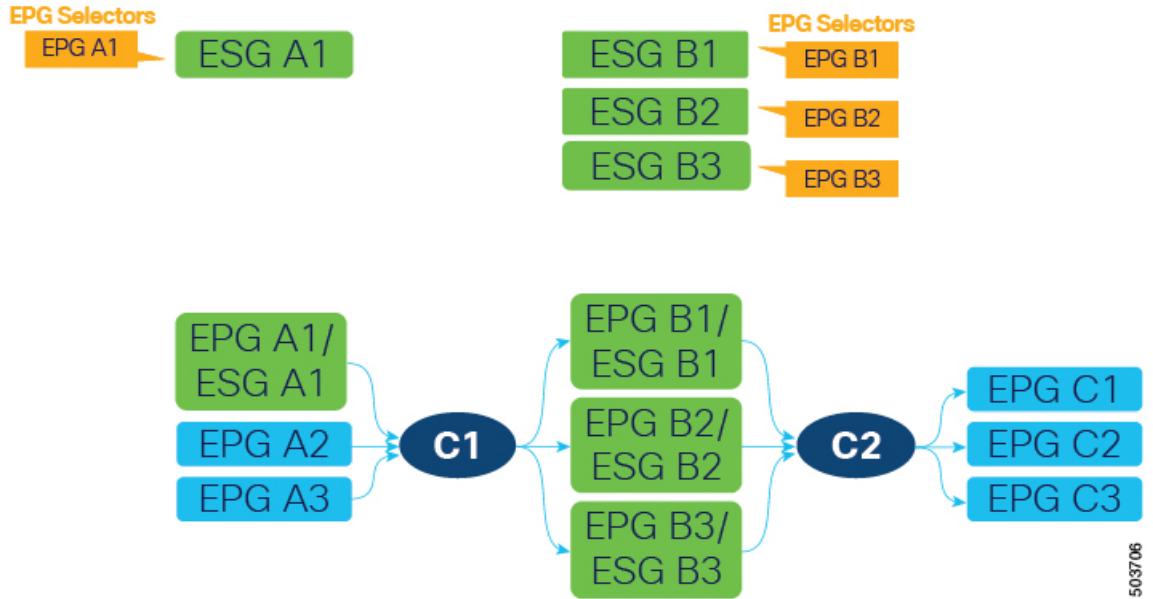 EPG Selectors
EPG A1
ESG A1
EPG Selectors
ESG B1
EPG B1
ESG B2
EPG B2
ESG B3
EPG B3
EPG A1/
ESG A1
EPG A2
EPG A3
C1
EPG B1/
ESG B1
EPG B2/
ESG B2
EPG B3/
ESG B3
C2
EPG C1
EPG C2
EPG C3
503706